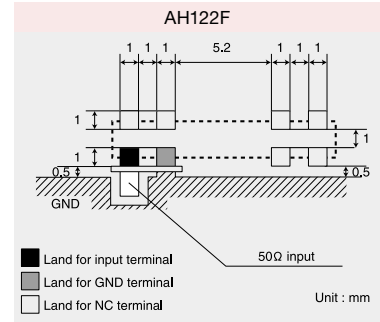 AH122F
1 1 1 5.2 1 1 1
1
1
1
0.5
0.5
GND
50Ω input
Land for input terminal
Land for GND terminal
Land for NC terminal
Unit : mm